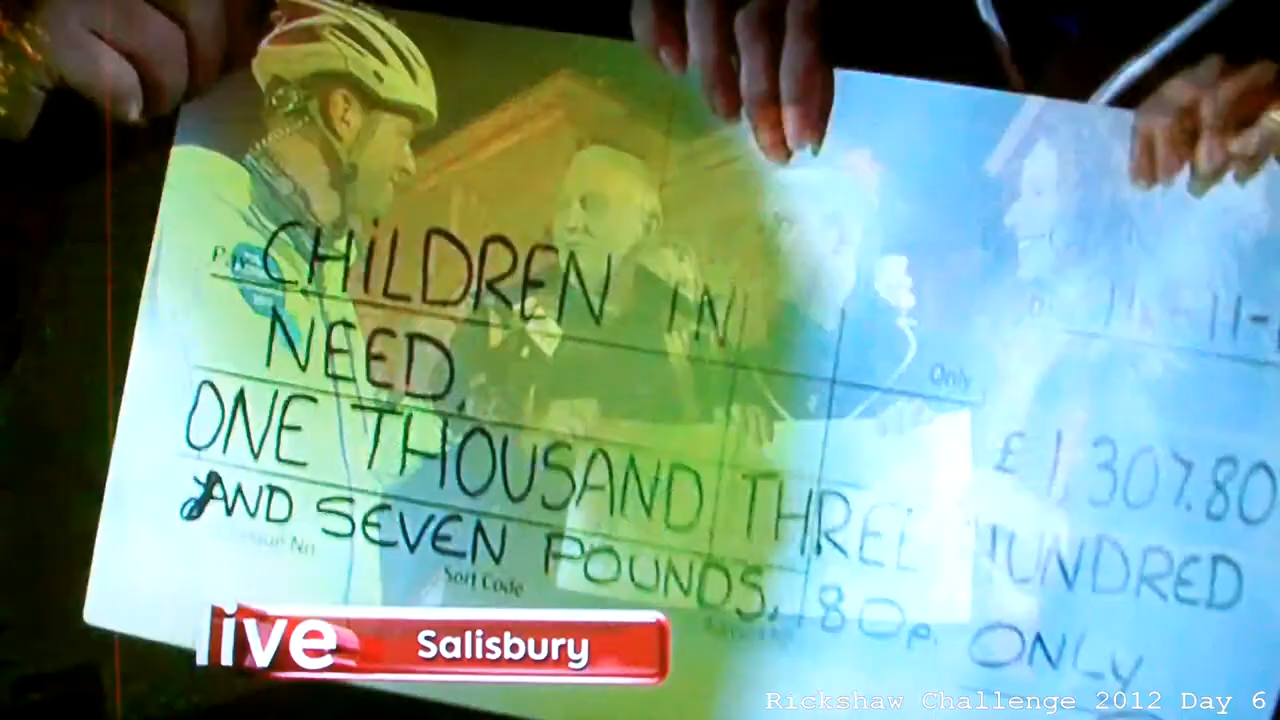 CHILDREN IN
NEED.
Only
£1,307.80
ONE THOUSAND THREE HUNDRED
AND SEVEN POUNDS, 80p. ONLY
Sort Code
live Salisbury
Rickshaw Challenge 2012 Day 6